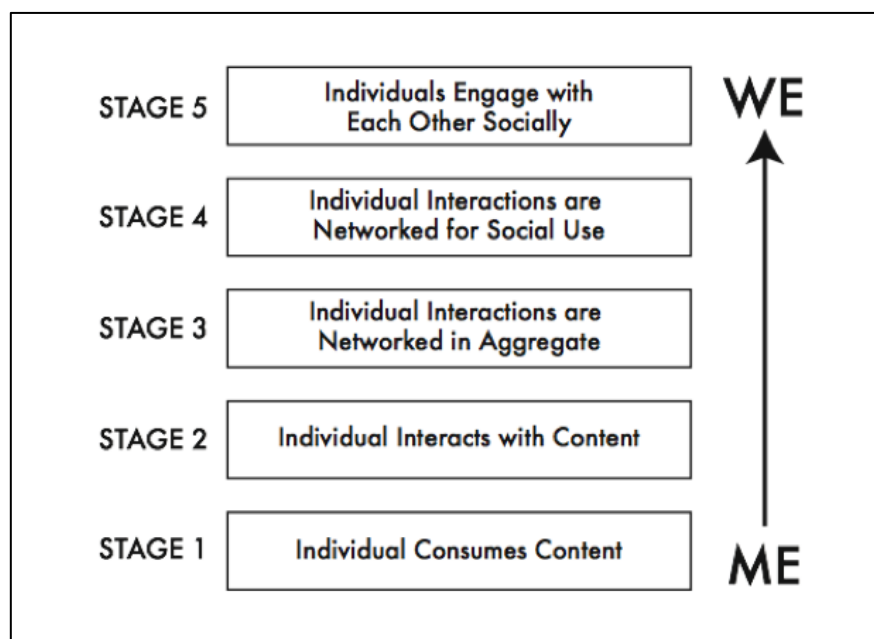 STAGE 5
Individuals Engage with
Each Other Socially
WE
STAGE 4
Individual Interactions are
Networked for Social Use
STAGE 3
Individual Interactions are
Networked in Aggregate
STAGE 2
Individual Interacts with Content
STAGE 1
Individual Consumes Content
ME